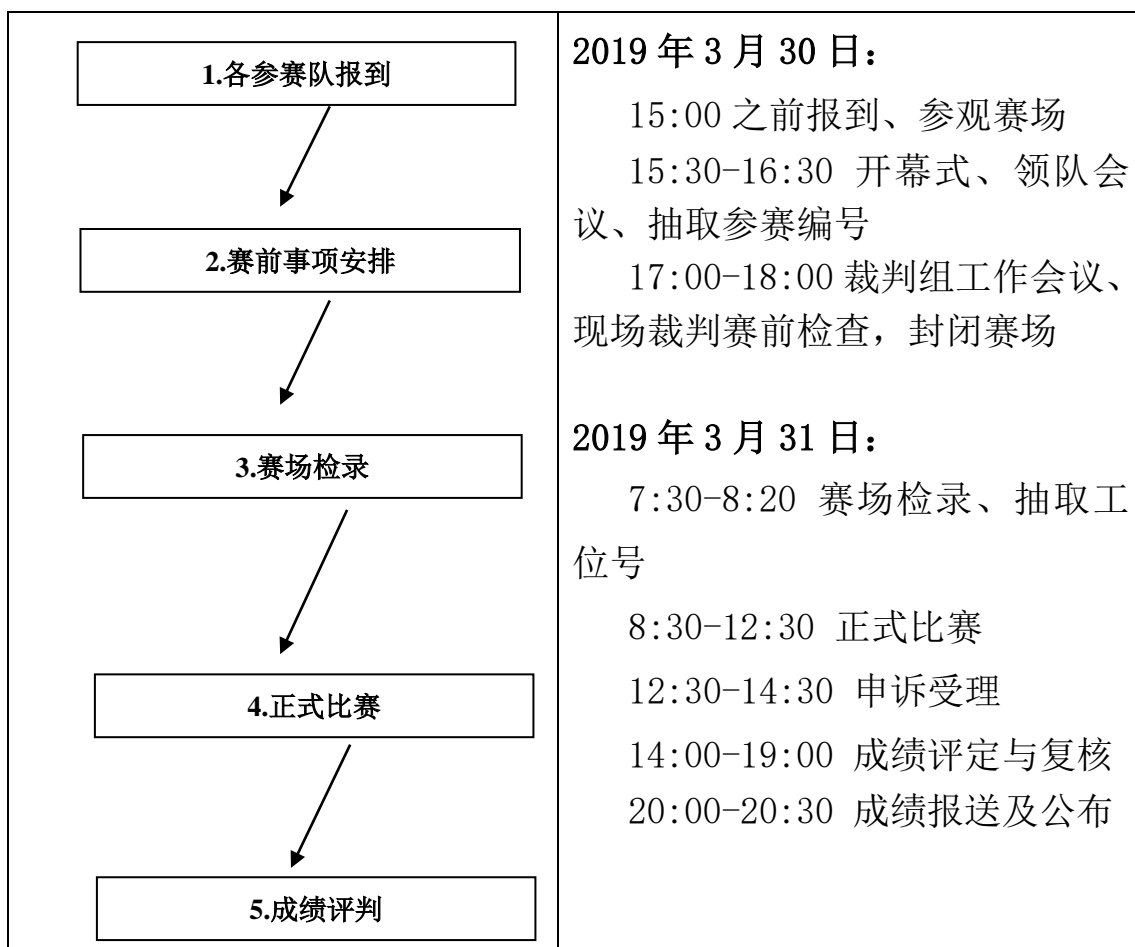 1.各参赛队报到
2.赛前事项安排
3.赛场检录
4.正式比赛
5.成绩评判
2019 年 3 月 30 日：
15:00 之前报到、参观赛场
15:30-16:30 开幕式、领队会
议、抽取参赛编号
17:00-18:00 裁判组工作会议、
现场裁判赛前检查，封闭赛场
2019 年 3 月 31 日：
7:30-8:20 赛场检录、抽取工
位号
8:30-12:30 正式比赛
12:30-14:30 申诉受理
14:00-19:00 成绩评定与复核
20:00-20:30 成绩报送及公布